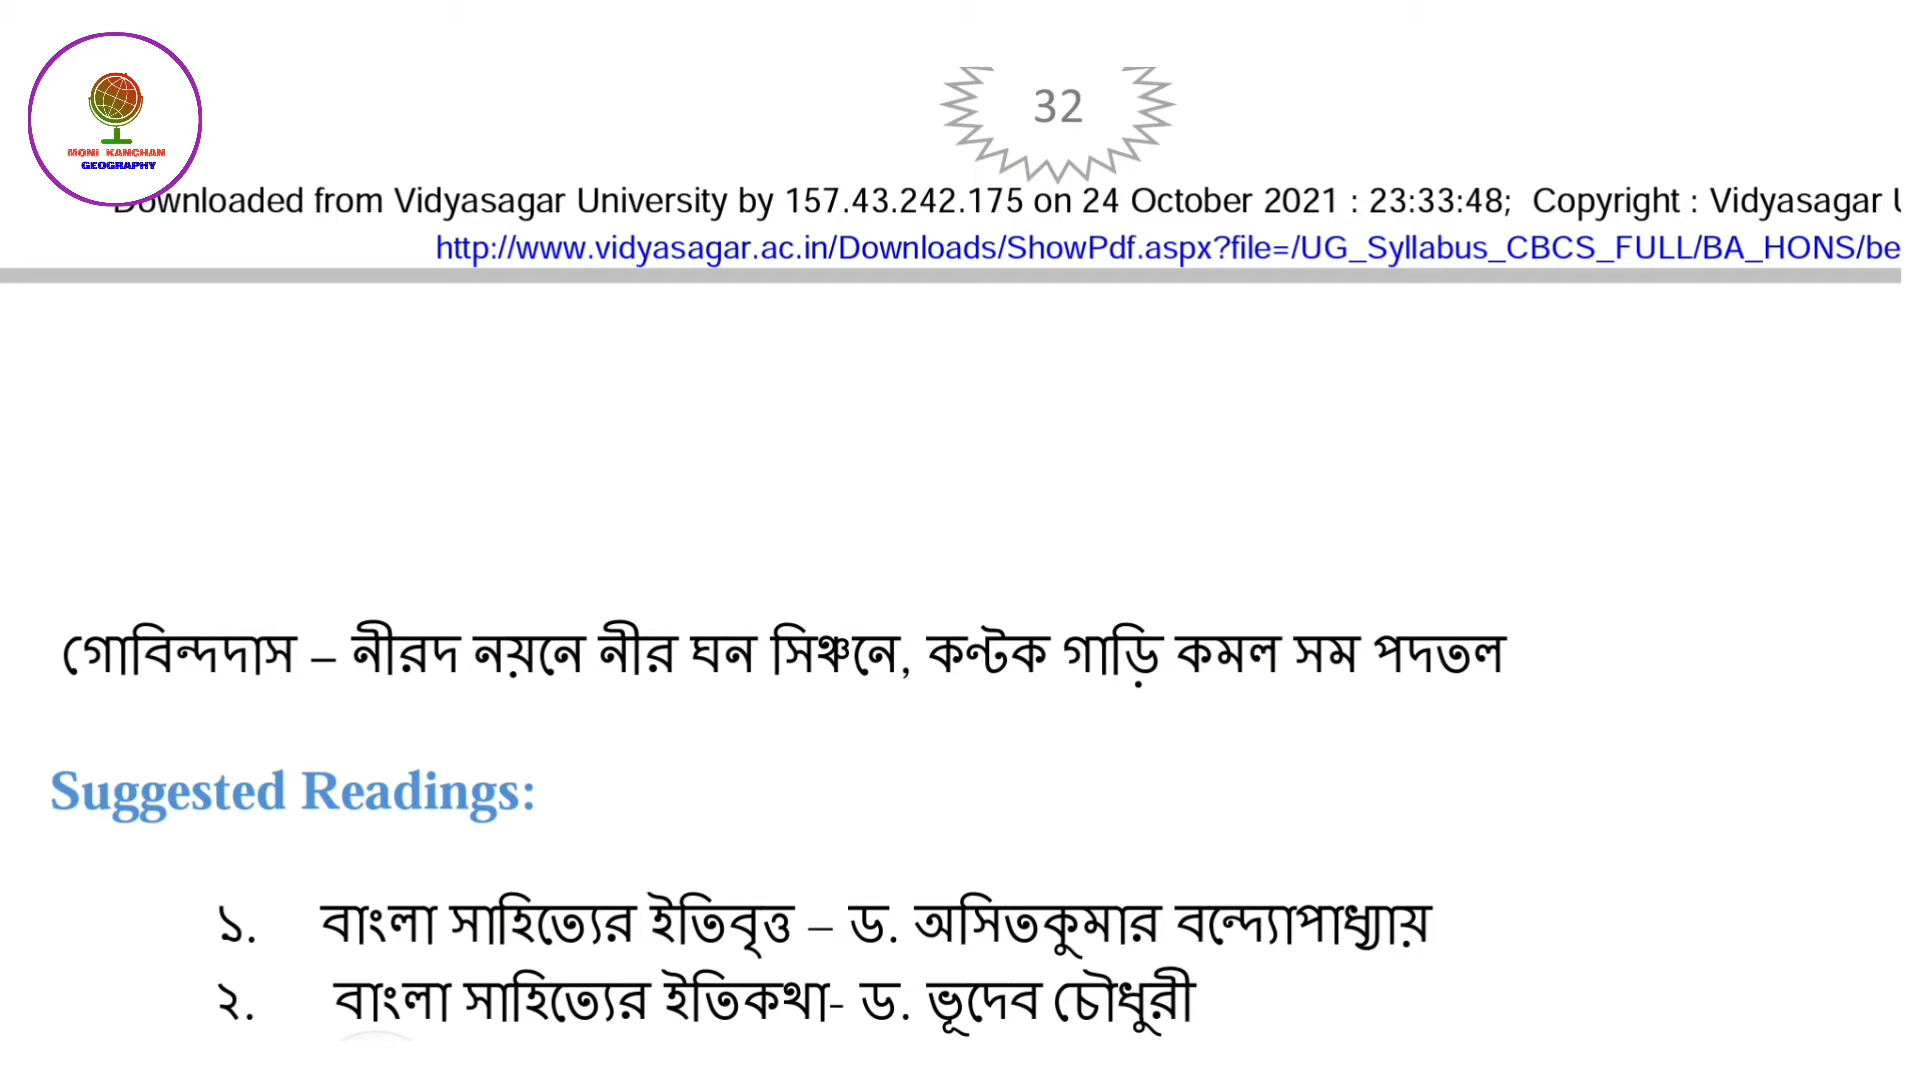 MONI KANCHAN
GEOGRAPHY
32
Downloaded from Vidyasagar University by 157.43.242.175 on 24 October 2021 : 23:33:48; Copyright : Vidyasagar
http://www.vidyasagar.ac.in/Downloads/ShowPdf.aspx?file=/UG_Syllabus_CBCS_FULL/BA_HONS/be
গোবিন্দদাস – নীরদ নয়নে নীর ঘন সিঞ্চনে, কণ্টক গাড়ি কমল সম পদতল
Suggested Readings:
১. বাংলা সাহিত্যের ইতিবৃত্ত – ড. অসিতকুমার বন্দ্যোপাধ্যায়
২. বাংলা সাহিত্যের ইতিকথা- ড. ভূদেব চৌধুরী